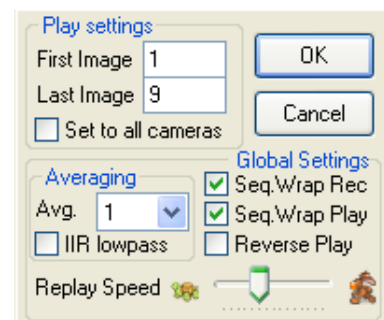 Play settings
First Image 1
Last Image 9
Set to all cameras
OK
Cancel
Global Settings
Averaging
Avg. 1
IIR lowpass
Seq.Wrap Rec
Seq.Wrap Play
Reverse Play
Replay Speed